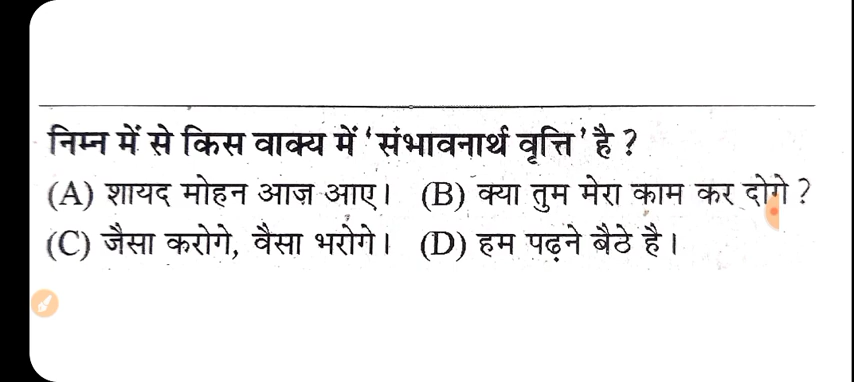 निम्न में से किस वाक्य में ‘संभावनार्थ वृत्ति’ है ?
(A) शायद मोहन आज़ आए। (B) क्या तुम मेरा काम कर दोगे ?
(C) जैसा करोगे, वैसा भरोगे। (D) हम पढ़ने बैठे है।